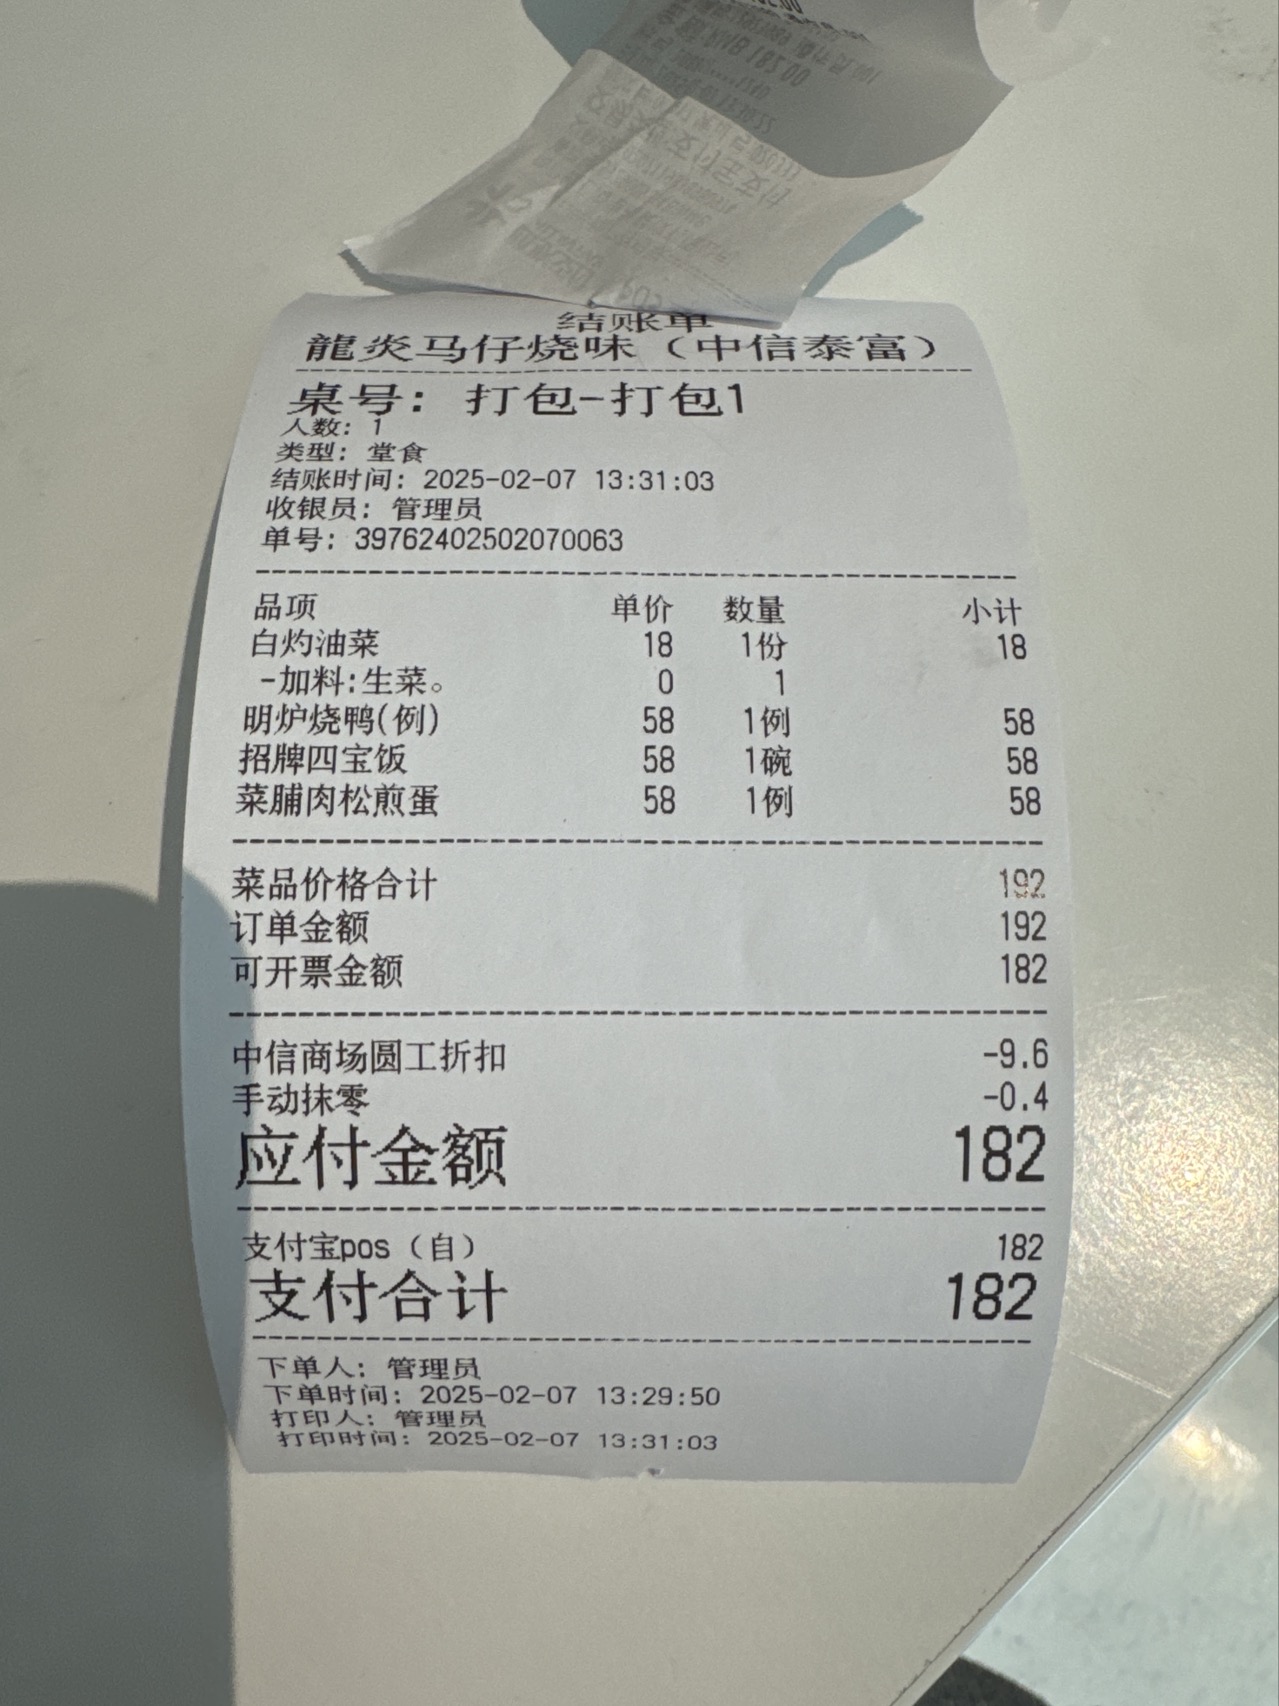 结账单
龍炎马仔烧味（中信泰富）
桌号： 打包-打包1
人数: 1
类型: 堂食
结账时间: 2025-02-07 13:31:03
收银员: 管理员
单号: 39762402502070063
品项 单价 数量 小计
白灼油菜 18 1份 18
-加料:生菜。 0 1
明炉烧鸭(例) 58 1例 58
招牌四宝饭 58 1碗 58
菜脯肉松煎蛋 58 1例 58
菜品价格合计 192
订单金额 192
可开票金额 182
中信商场圆工折扣 -9.6
手动抹零 -0.4
应付金额 182
支付宝pos（自） 182
支付合计 182
下单人: 管理员
下单时间: 2025-02-07 13:29:50
打印人: 管理员
打印时间: 2025-02-07 13:31:03